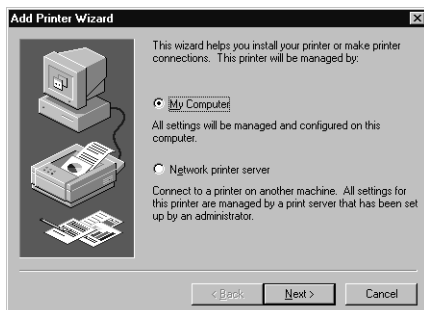 Add Printer Wizard
This wizard helps you install your printer or make printer
connections. This printer will be managed by:
My Computer
All settings will be managed and configured on this
computer.
Network printer server
Connect to a printer on another machine. All settings for
this printer are managed by a print server that has been set
up by an administrator.
< Back
Next >
Cancel